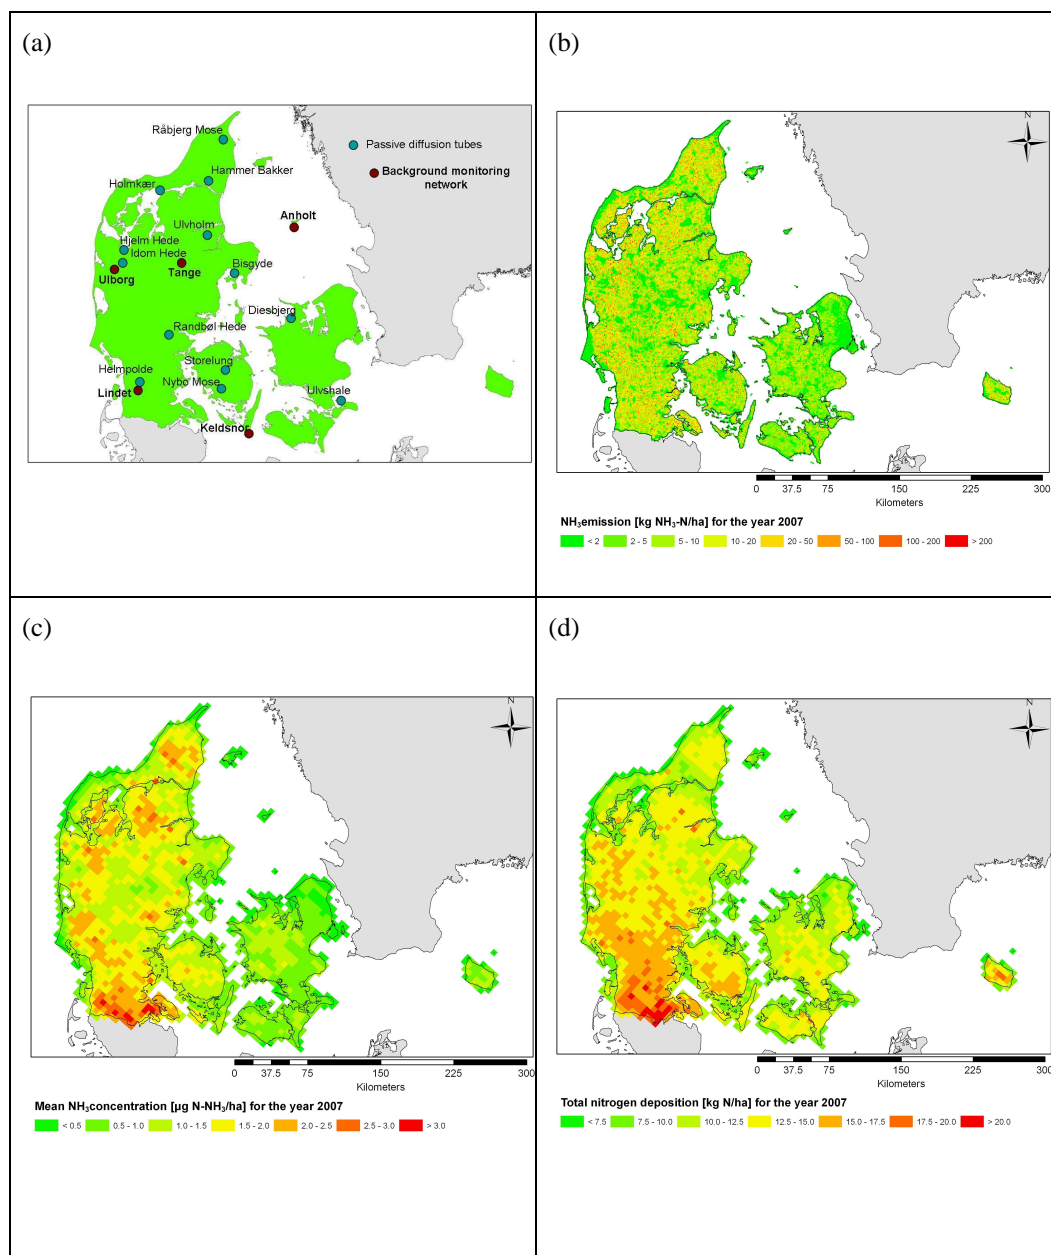 (a)
Råbjerg Mose
Passive diffusion tubes
Hammer Bakker
Background monitoring
network
Holmkær
Anholt
Ulvholm
Hjelm Hede
Idom Hede
Ulborg
Tange
Bisgyde
Diesbjerg
Randbøl Hede
Storelung
Helmpolde
Nybo Mose
Lindet
Ulvshale
Keldsnor
(b)
N
0 37.5 75 150 225 300
Kilometers
NH₃emission [kg NH₃-N/ha] for the year 2007
< 2 2 - 5 5 - 10 10 - 20 20 - 50 50 - 100 100 - 200 > 200
(c)
N
0 37.5 75 150 225 300
Kilometers
Mean NH₃concentration [µg N-NH₃/ha] for the year 2007
< 0.5 0.5 - 1.0 1.0 - 1.5 1.5 - 2.0 2.0 - 2.5 2.5 - 3.0 > 3.0
(d)
N
0 37.5 75 150 225 300
Kilometers
Total nitrogen deposition [kg N/ha] for the year 2007
< 7.5 7.5 - 10.0 10.0 - 12.5 12.5 - 15.0 15.0 - 17.5 17.5 - 20.0 > 20.0